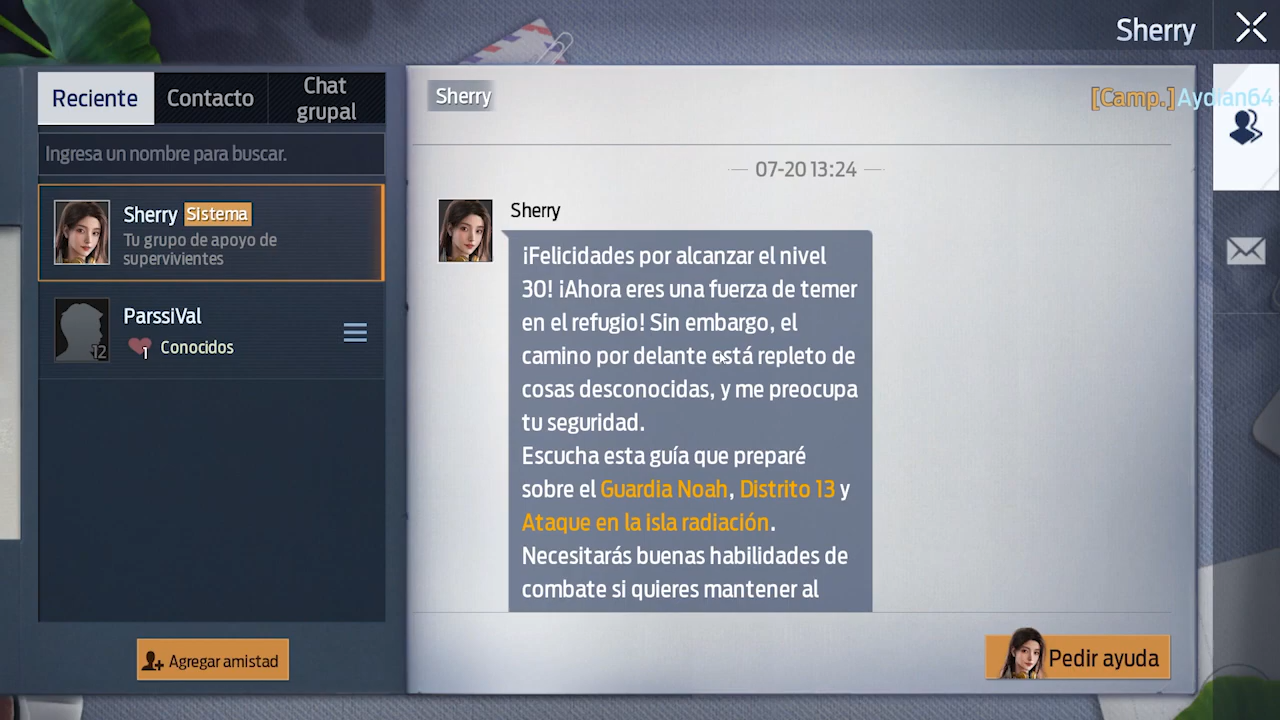 Sherry
Reciente
Contacto
Chat
grupal
Ingresa un nombre para buscar.
Sherry Sistema
Tu grupo de apoyo de
supervivientes
ParssiVal
12
1 Conocidos
Agregar amistad
Sherry
[Camp.]Aydian64
07-20 13:24
Sherry
¡Felicidades por alcanzar el nivel
30! ¡Ahora eres una fuerza de temer
en el refugio! Sin embargo, el
camino por delante está repleto de
cosas desconocidas, y me preocupa
tu seguridad.
Escucha esta guía que preparé
sobre el Guardia Noah, Distrito 13 y
Ataque en la isla radiación.
Necesitarás buenas habilidades de
combate si quieres mantener al
Pedir ayuda